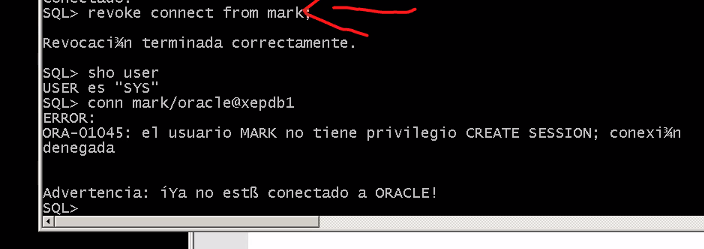 Conectado.
SQL> revoke connect from mark;
Revocaci¾n terminada correctamente.
SQL> sho user
USER es "SYS"
SQL> conn mark/oracle@xepdb1
ERROR:
ORA-01045: el usuario MARK no tiene privilegio CREATE SESSION; conexi¾n
denegada
Advertencia: íYa no estß conectado a ORACLE!
SQL>